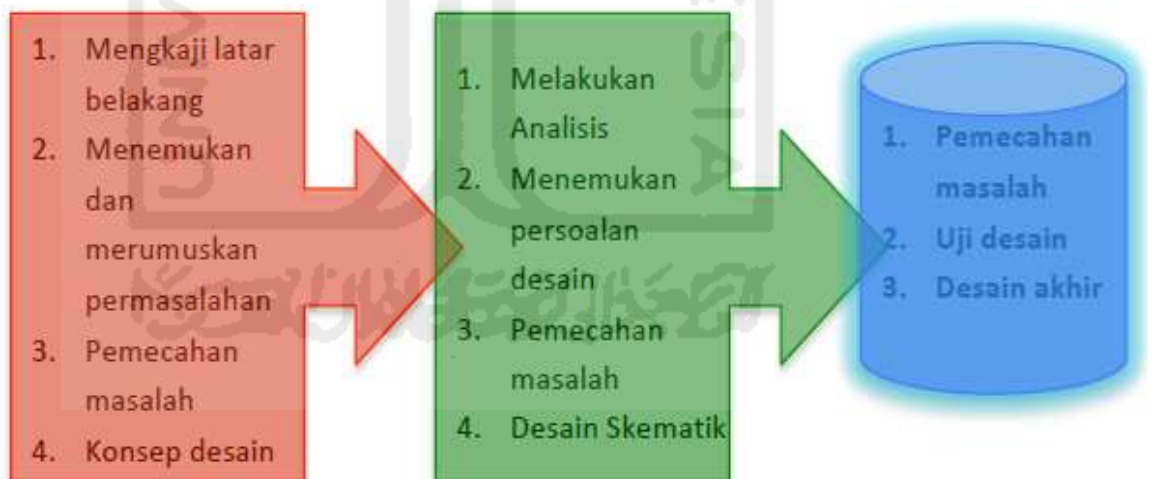 1. Mengkaji latar
belakang
2. Menemukan
dan
merumuskan
permasalahan
3. Pemecahan
masalah
4. Konsep desain
1. Melakukan
Analisis
2. Menemukan
persoalan
desain
3. Pemecahan
masalah
4. Desain Skematik
1. Pemecahan
masalah
2. Uji desain
3. Desain akhir